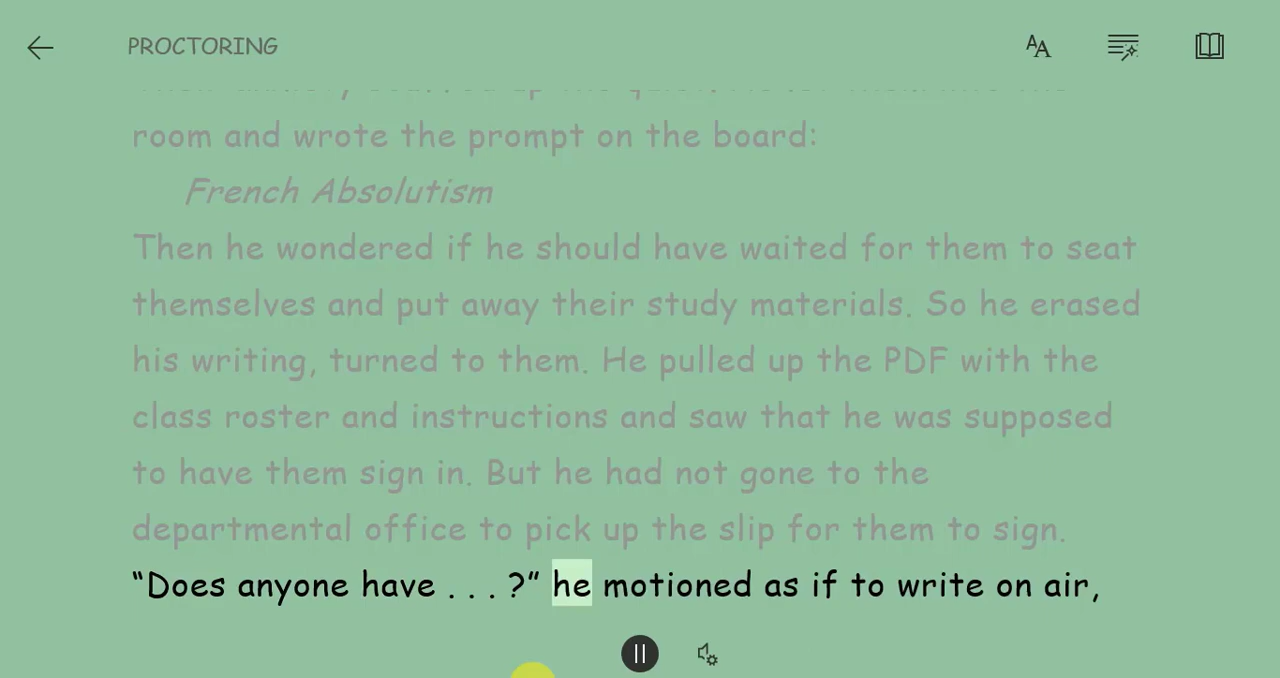 PROCTORING
room and wrote the prompt on the board:
French Absolutism
Then he wondered if he should have waited for them to seat
themselves and put away their study materials. So he erased
his writing, turned to them. He pulled up the PDF with the
class roster and instructions and saw that he was supposed
to have them sign in. But he had not gone to the
departmental office to pick up the slip for them to sign.
“Does anyone have . . . ?” he motioned as if to write on air,